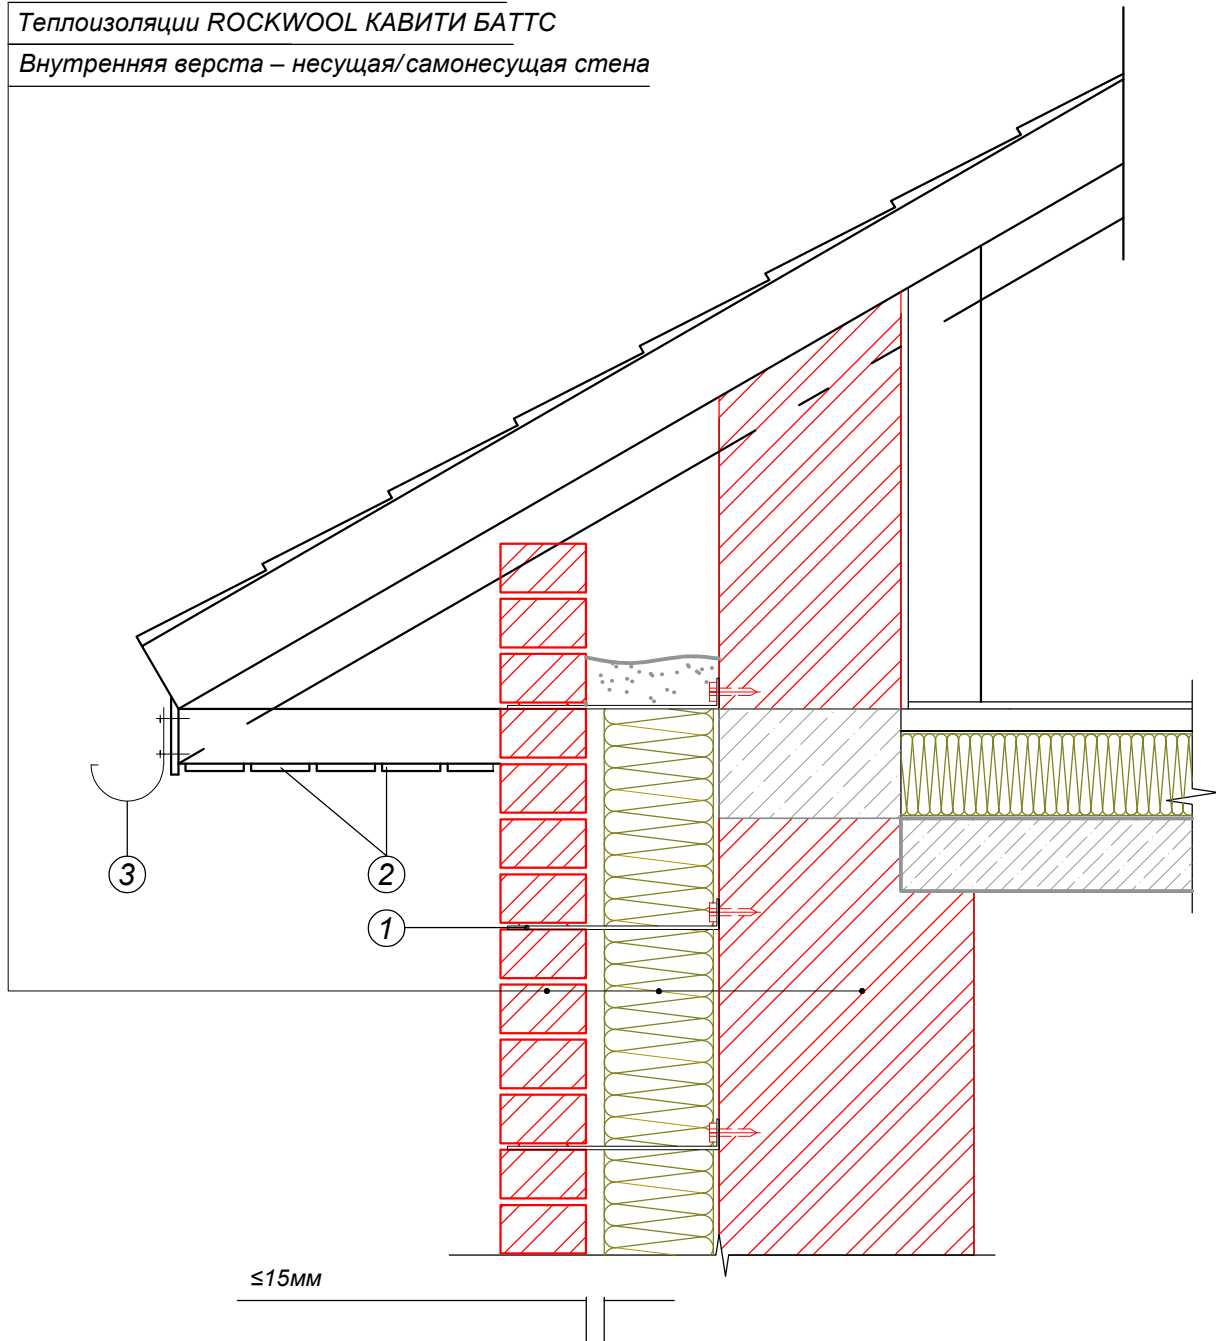 Теплоизоляции ROCKWOOL КАВИТИ БАТТС
Внутренняя верста – несущая/самонесущая стена
3
2
1
≤15мм